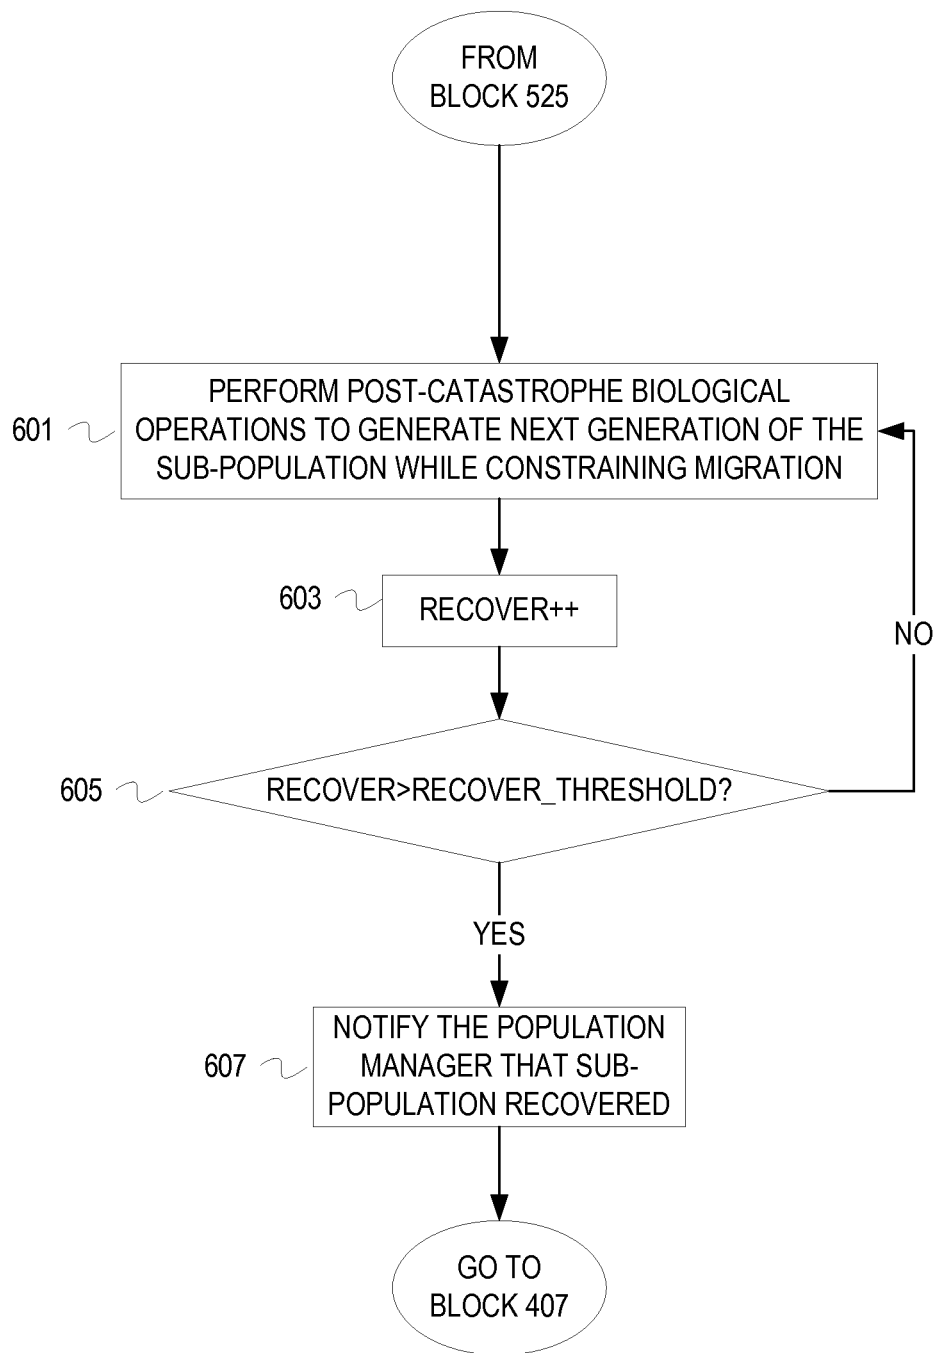 FROM
BLOCK 525
PERFORM POST-CATASTROPHE BIOLOGICAL
601
OPERATIONS TO GENERATE NEXT GENERATION OF THE
SUB-POPULATION WHILE CONSTRAINING MIGRATION
603
RECOVER++
NO
605
RECOVER>RECOVER_THRESHOLD?
YES
NOTIFY THE POPULATION
607
MANAGER THAT SUB-
POPULATION RECOVERED
GO TO
BLOCK 407